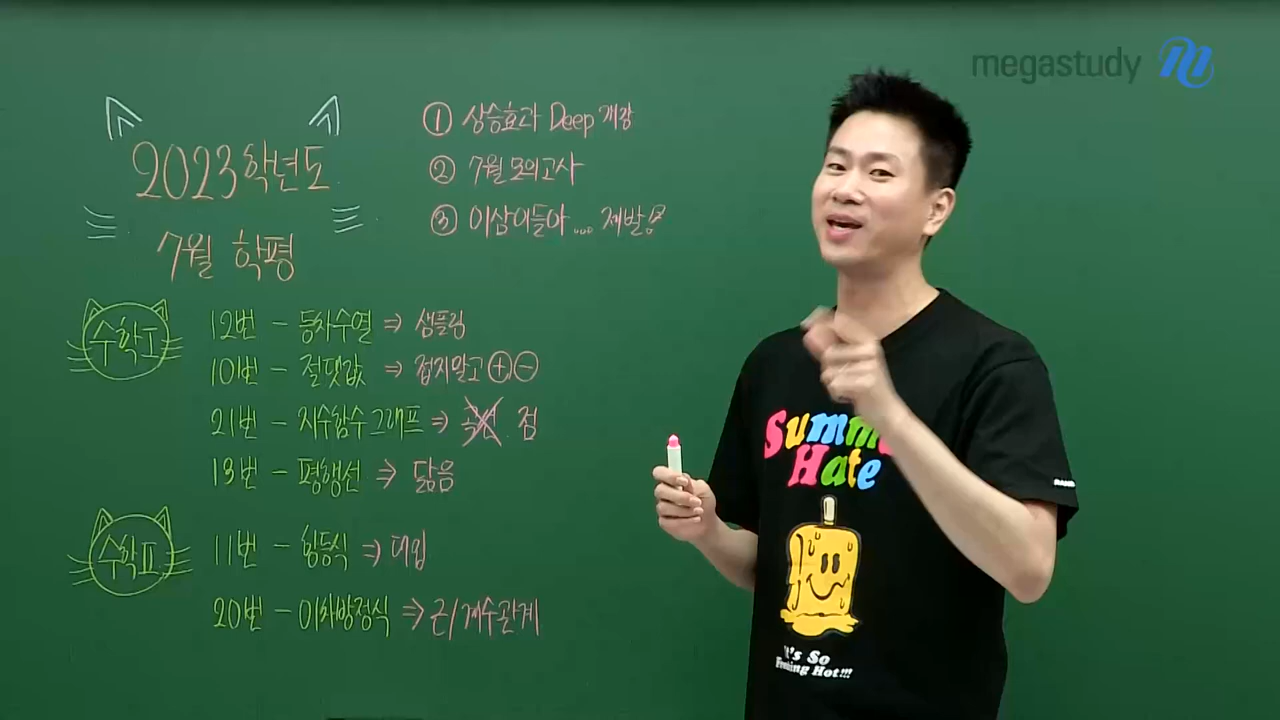 megastudy
2023학년도
7월 학평
① 상승효과 Deep 개강
② 7월 모의고사
③ 이삼이들아 ... 제발!
수학I
12번 - 등차수열 ⇒ 샘플링
10번 - 절댓값 ⇒ 접지말고 ⊕⊖
21번 - 지수함수 그래프 ⇒ 곡선 점
13번 - 평행선 ⇒ 닮음
수학II
11번 - 항등식 ⇒ 대입
20번 - 이차방정식 ⇒ 근/계수관계
Summ
Hate
It's So
Hot!!!